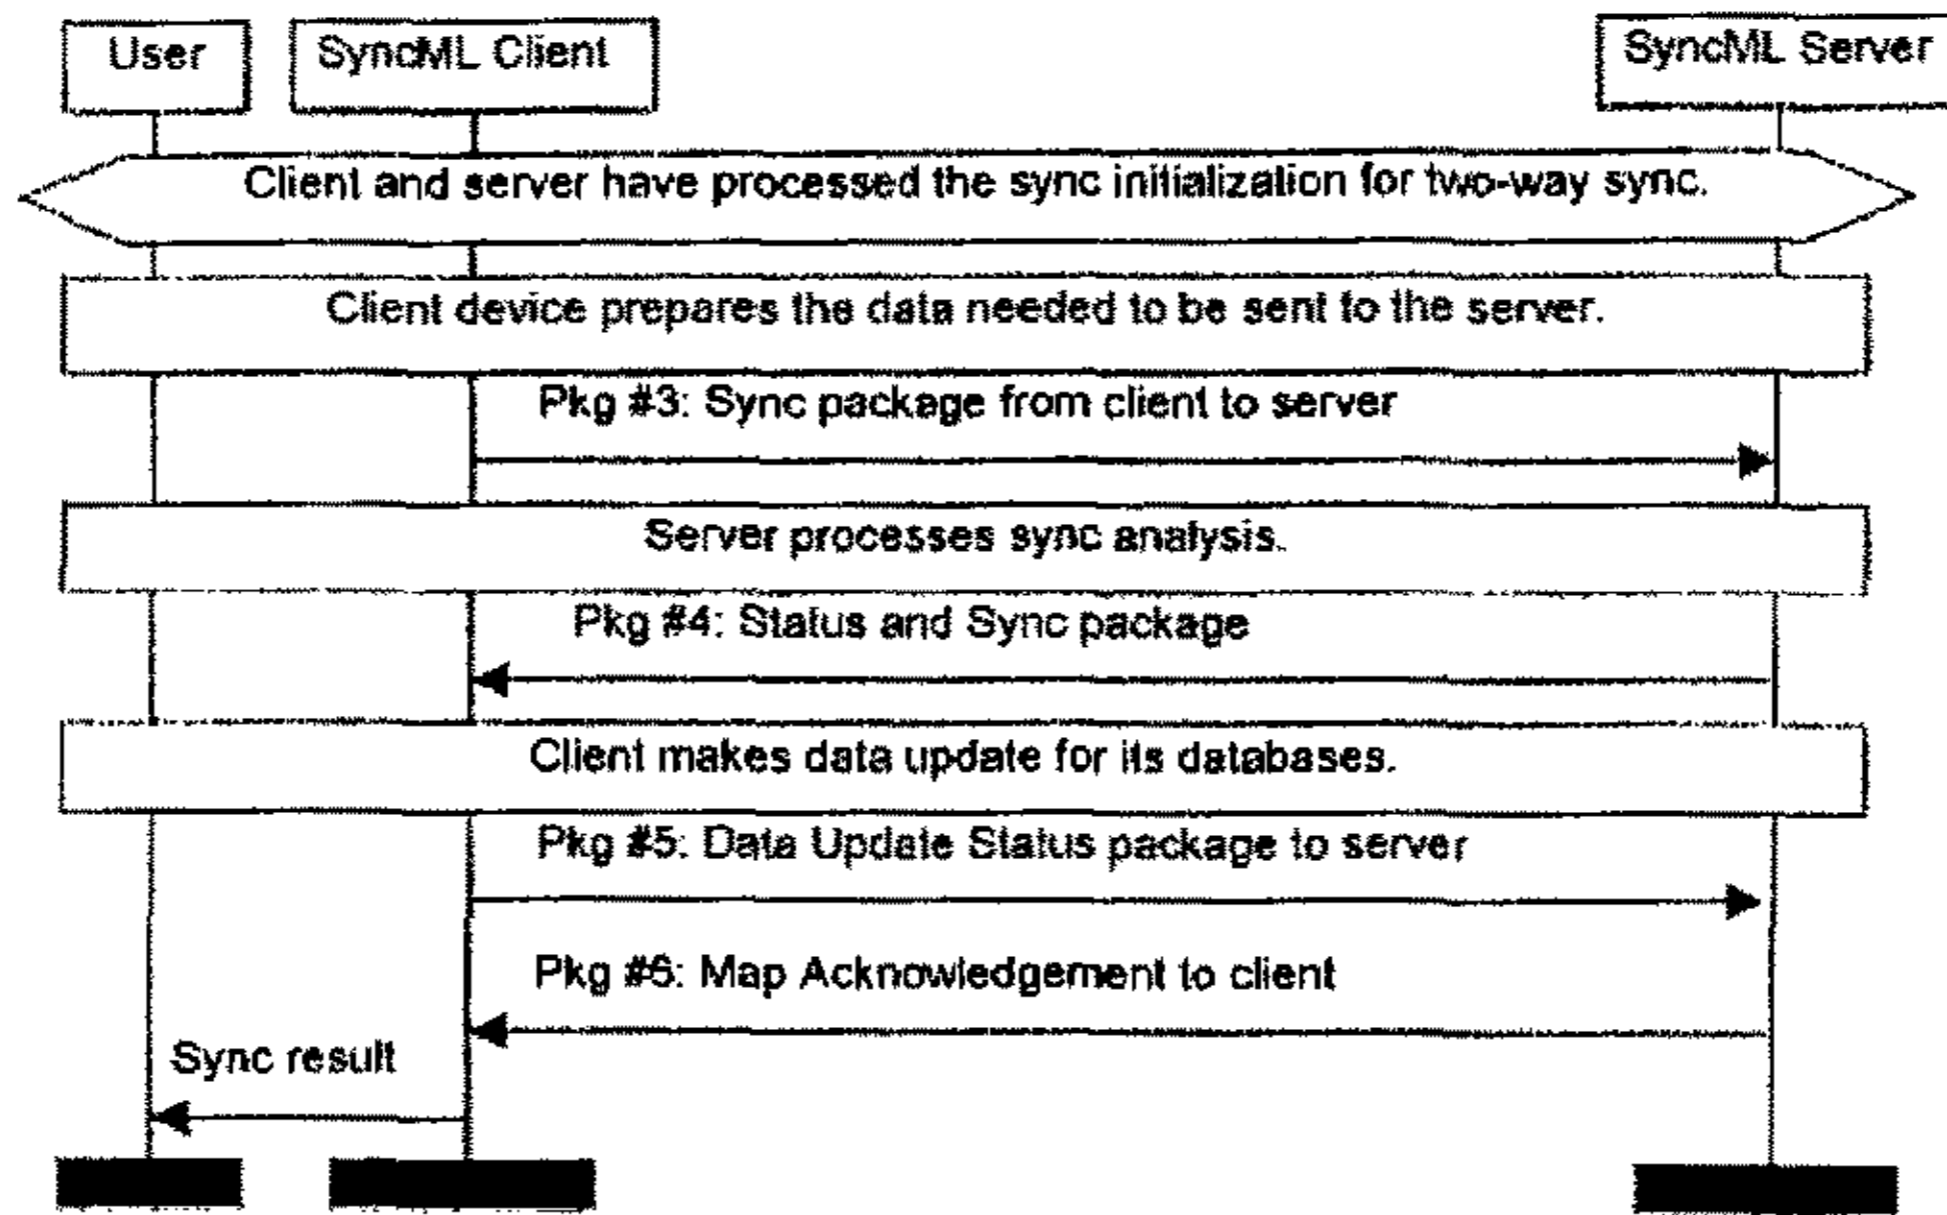 User
SyncML Client
SyncML Server
Client and server have processed the sync initialization for two-way sync.
Client device prepares the data needed to be sent to the server.
Pkg #3: Sync package from client to server
Server processes sync analysis.
Pkg #4: Status and Sync package
Client makes data update for its databases.
Pkg #5: Data Update Status package to server
Pkg #6: Map Acknowledgement to client
Sync result